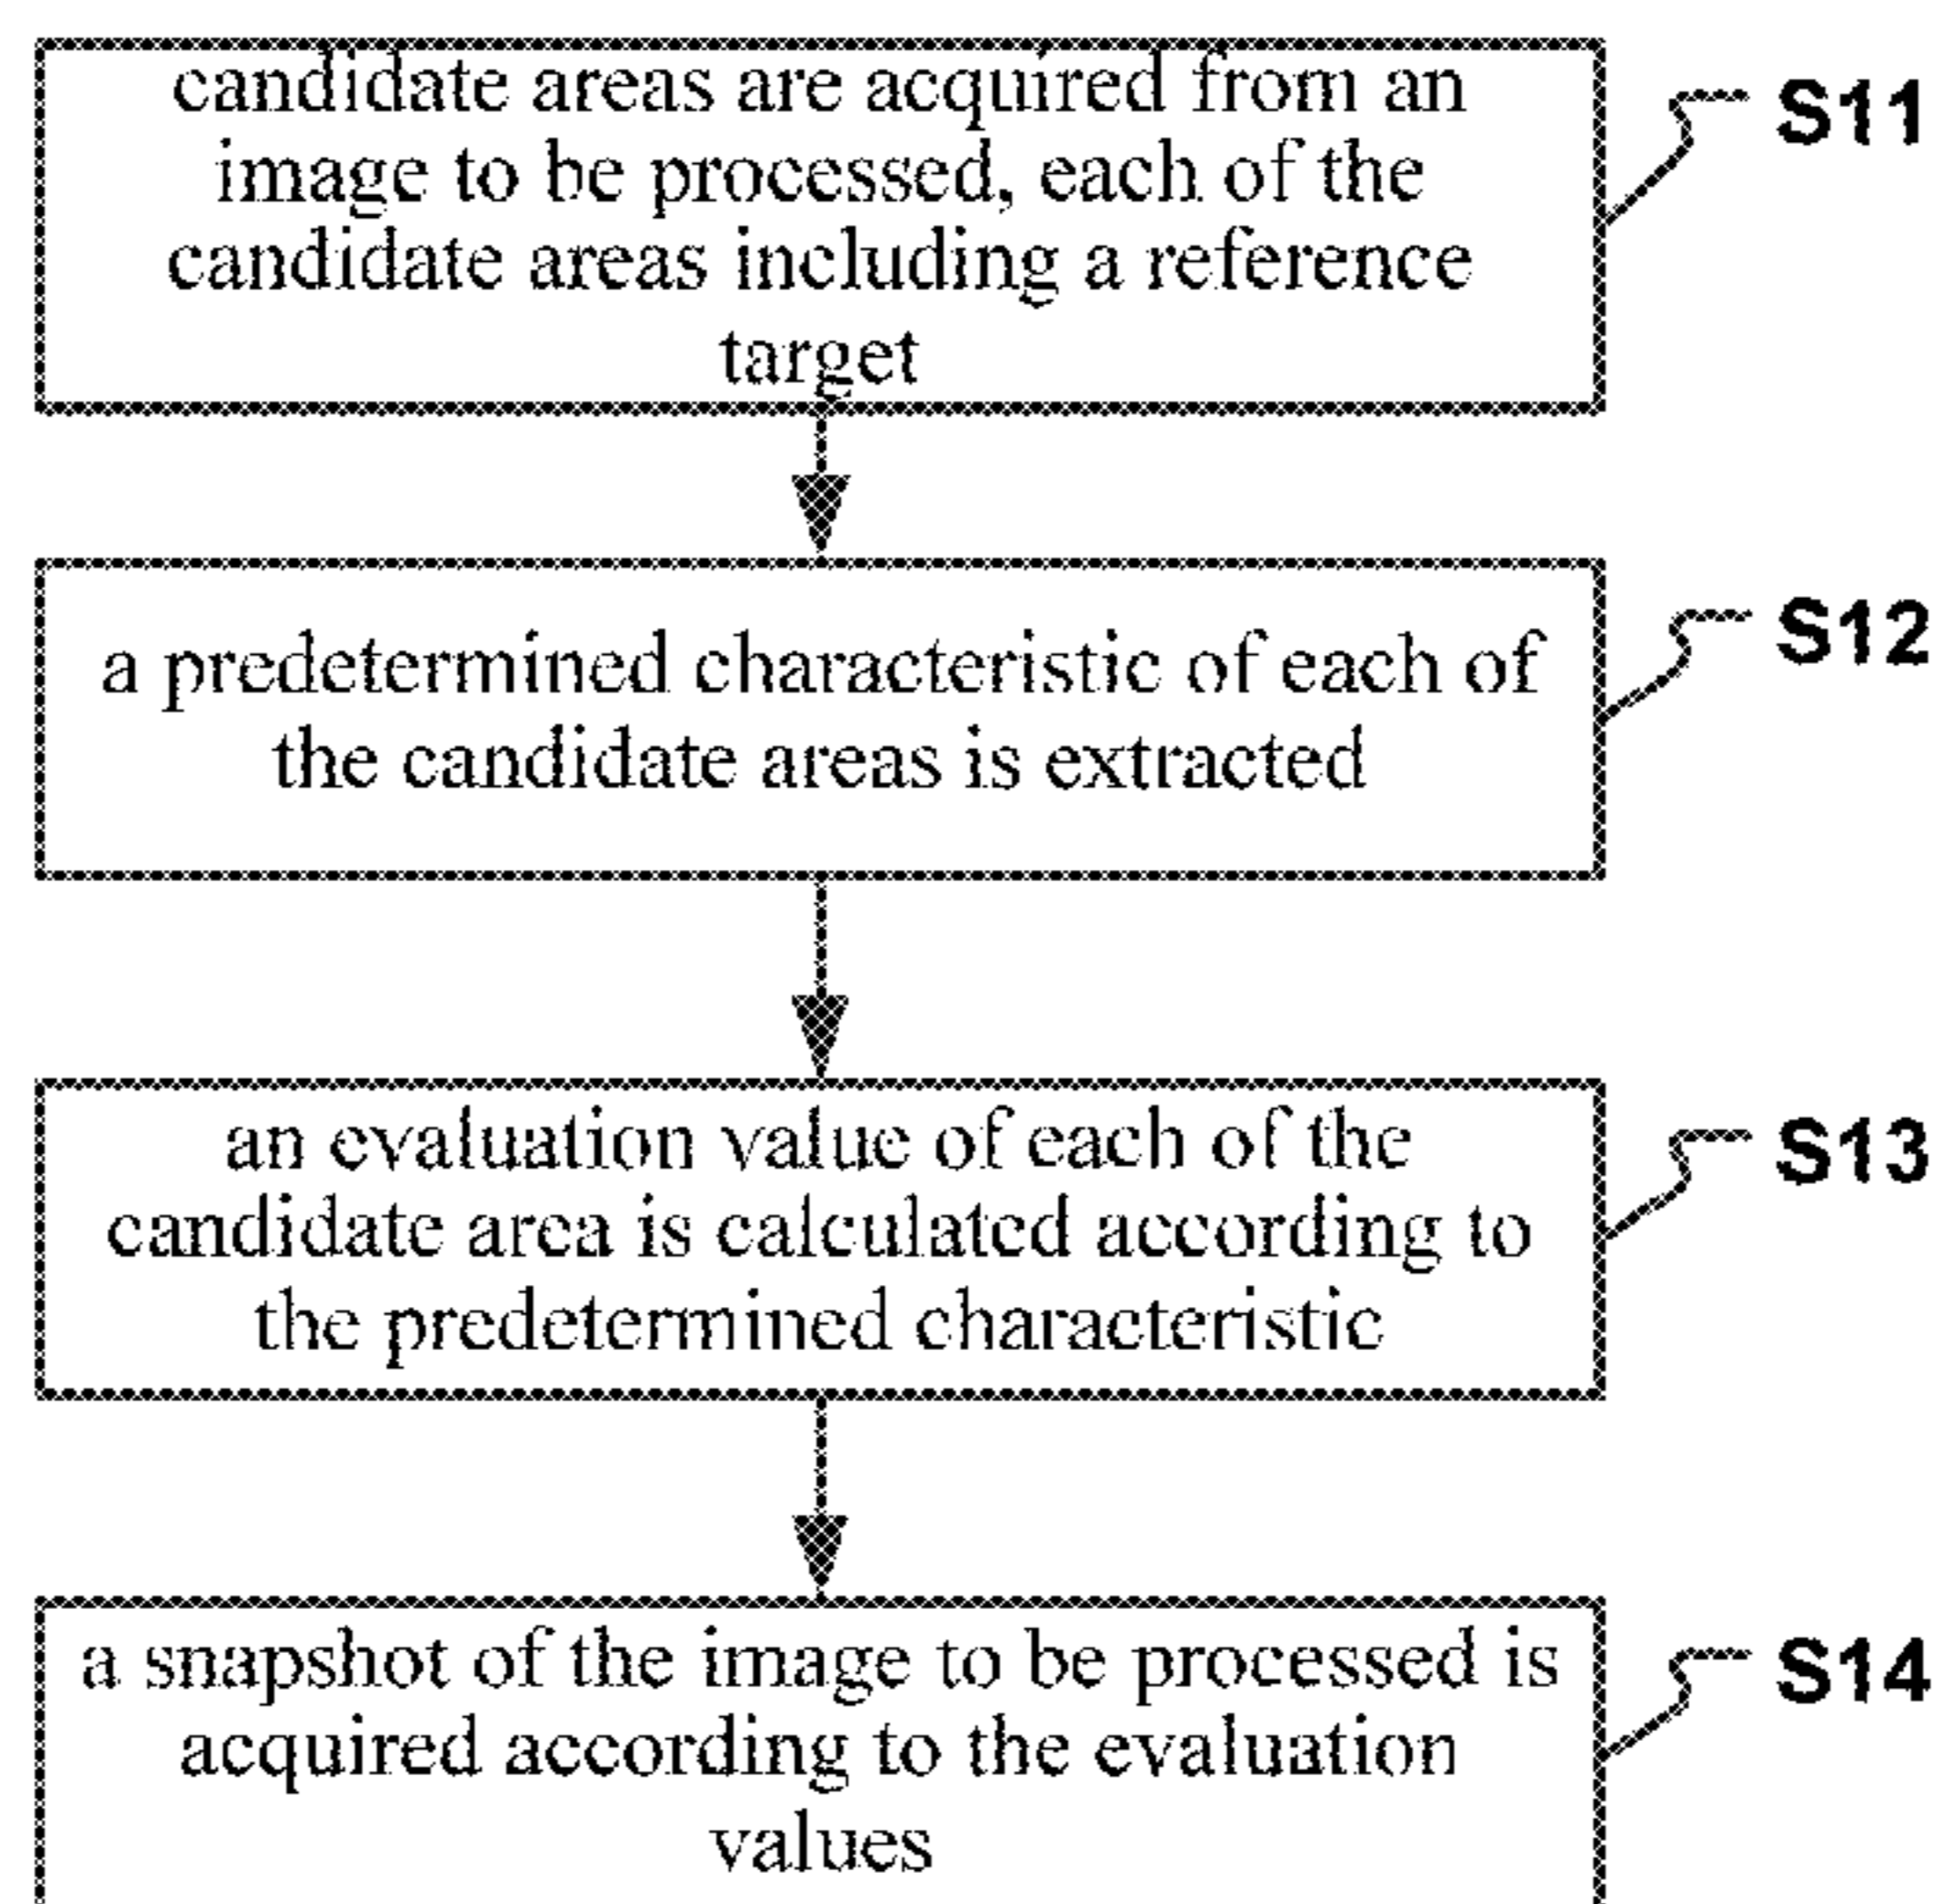 candidate areas are acquired from an
image to be processed, each of the
candidate areas including a reference
target
S11
a predetermined characteristic of each of
the candidate areas is extracted
S12
an evaluation value of each of the
candidate area is calculated according to
the predetermined characteristic
S13
a snapshot of the image to be processed is
acquired according to the evaluation
values
S14